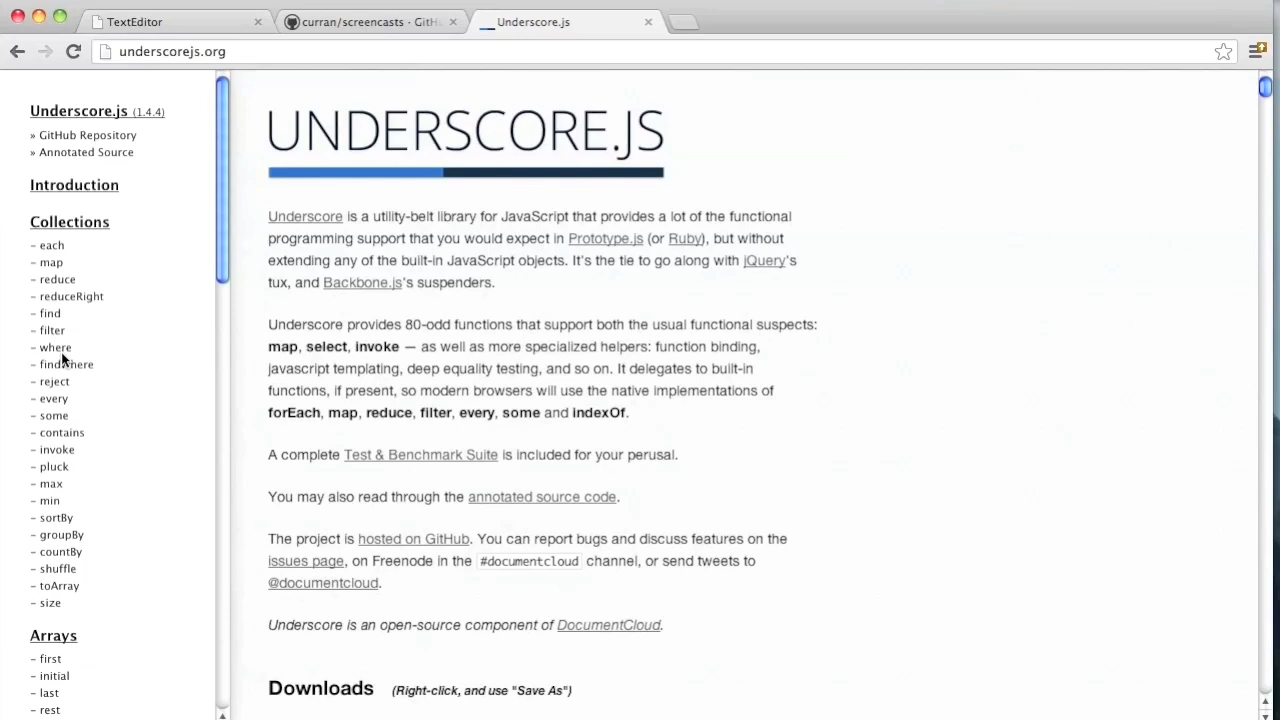 TextEditor
curran/screencasts · GitHu
Underscore.js
underscorejs.org
Underscore.js (1.4.4)
» GitHub Repository
» Annotated Source
Introduction
Collections
– each
– map
– reduce
– reduceRight
– find
– filter
– where
– findWhere
– reject
– every
– some
– contains
– invoke
– pluck
– max
– min
– sortBy
– groupBy
– countBy
– shuffle
– toArray
– size
Arrays
– first
– initial
– last
– rest
UNDERSCORE.JS
Underscore is a utility-belt library for JavaScript that provides a lot of the functional
programming support that you would expect in Prototype.js (or Ruby), but without
extending any of the built-in JavaScript objects. It's the tie to go along with jQuery's
tux, and Backbone.js's suspenders.
Underscore provides 80-odd functions that support both the usual functional suspects:
map, select, invoke — as well as more specialized helpers: function binding,
javascript templating, deep equality testing, and so on. It delegates to built-in
functions, if present, so modern browsers will use the native implementations of
forEach, map, reduce, filter, every, some and indexOf.
A complete Test & Benchmark Suite is included for your perusal.
You may also read through the annotated source code.
The project is hosted on GitHub. You can report bugs and discuss features on the
issues page, on Freenode in the #documentcloud channel, or send tweets to
@documentcloud.
Underscore is an open-source component of DocumentCloud.
Downloads (Right-click, and use "Save As")